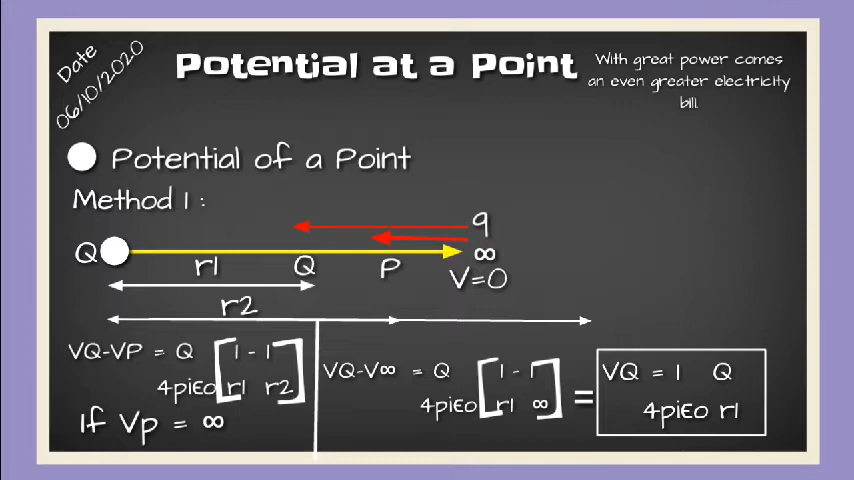 Date
06/10/2020
Potential at a Point
With great power comes
an even greater electricity
bill.
Potential of a Point
Method 1 :
q
Q
r1
Q
P
∞
V=0
r2
VQ-VP = Q [1 - 1]
4piEo [r1 r2]
If Vp = ∞
VQ-V∞ = Q [1 - 1]
4piEo [r1 ∞]
=
VQ = 1 Q
4piEo r1